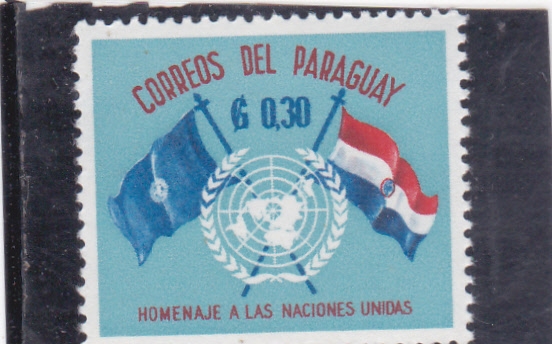 CORREOS DEL PARAGUAY
₲ 0,30
HOMENAJE A LAS NACIONES UNIDAS